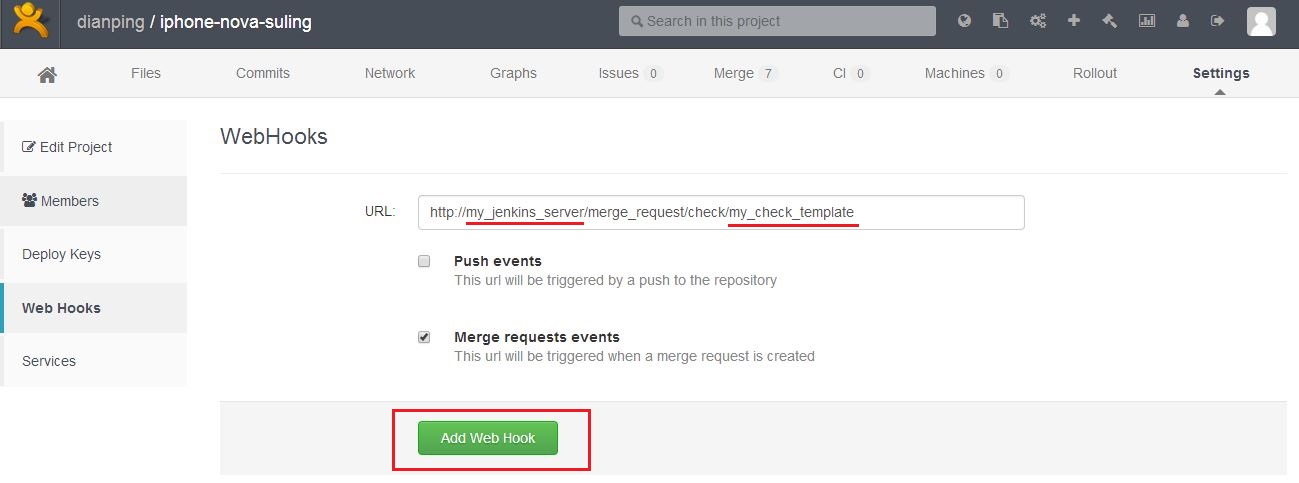 dianping / iphone-nova-suling
Search in this project
Files Commits Network Graphs Issues 0 Merge 7 CI 0 Machines 0 Rollout Settings
Edit Project
Members
Deploy Keys
Web Hooks
Services
WebHooks
URL: http://my_jenkins_server/merge_request/check/my_check_template
Push events
This url will be triggered by a push to the repository
Merge requests events
This url will be triggered when a merge request is created
Add Web Hook